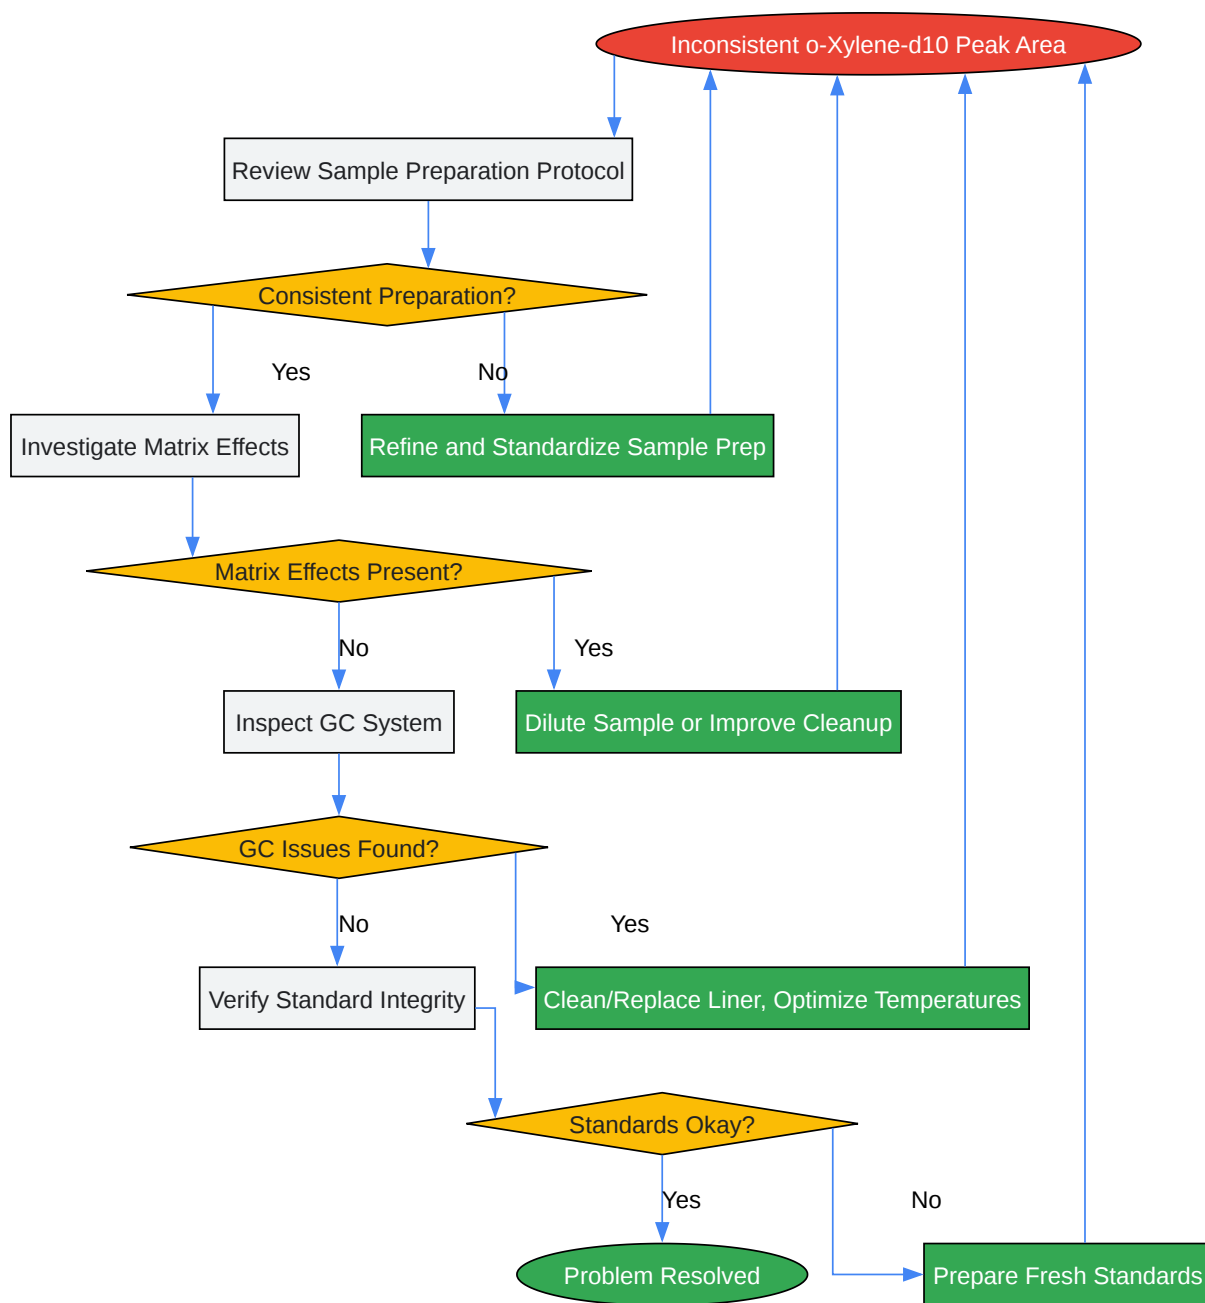 Inconsistent o-Xylene-d10 Peak Area
Review Sample Preparation Protocol
Consistent Preparation?
Yes
No
Investigate Matrix Effects
Refine and Standardize Sample Prep
Matrix Effects Present?
No
Yes
Inspect GC System
Dilute Sample or Improve Cleanup
GC Issues Found?
No
Yes
Verify Standard Integrity
Clean/Replace Liner, Optimize Temperatures
Standards Okay?
Yes
No
Problem Resolved
Prepare Fresh Standards